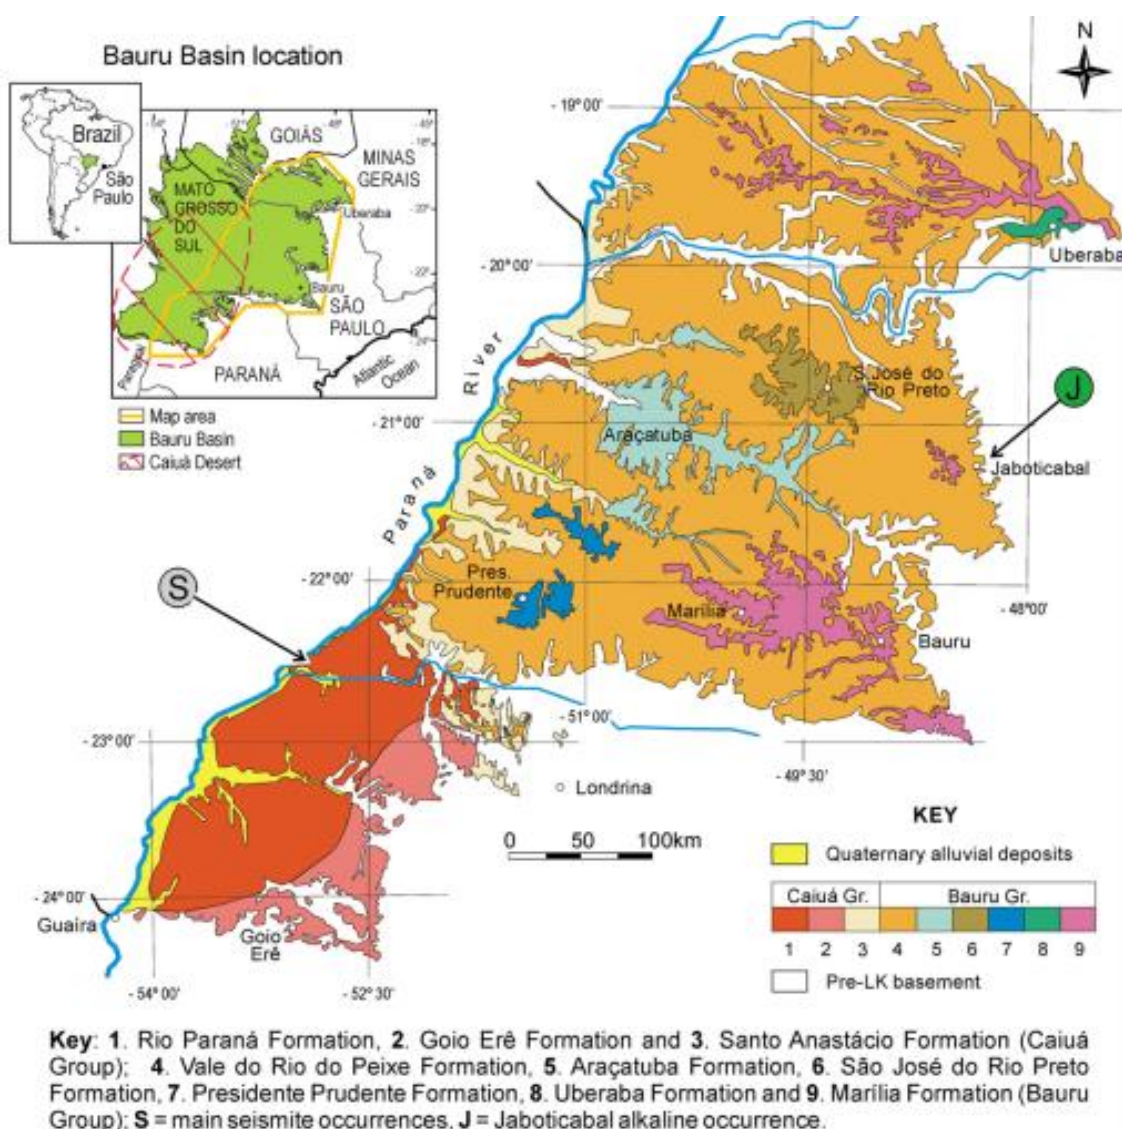 Bauru Basin location
N
- 19° 00'
Brazil
São
Paulo
GOIÁS
MINAS
GERAIS
MATO
GROSSO
DO
SUL
Uberaba
Bauru
SÃO
PAULO
PARANÁ
Paraguai
Atlantic
Ocean
Map area
Bauru Basin
Caiuá Desert
- 20° 00'
Uberaba
Paraná River
S. José do
Rio Preto
J
- 21° 00'
Araçatuba
Jaboticabal
S
- 22° 00'
Pres.
Prudente
Marília
- 48° 00'
Bauru
- 51° 00'
- 23° 00'
- 49° 30'
Londrina
0 50 100km
- 24° 00'
Guaira
Goio
Erê
- 54° 00'
- 52° 30'
KEY
Quaternary alluvial deposits
Caiuá Gr. Bauru Gr.
1 2 3 4 5 6 7 8 9
Pre-LK basement
Key: 1. Rio Paraná Formation, 2. Goio Erê Formation and 3. Santo Anastácio Formation (Caiuá
Group); 4. Vale do Rio do Peixe Formation, 5. Araçatuba Formation, 6. São José do Rio Preto
Formation, 7. Presidente Prudente Formation, 8. Uberaba Formation and 9. Marília Formation (Bauru
Group); S = main seismite occurrences, J = Jaboticabal alkaline occurrence.